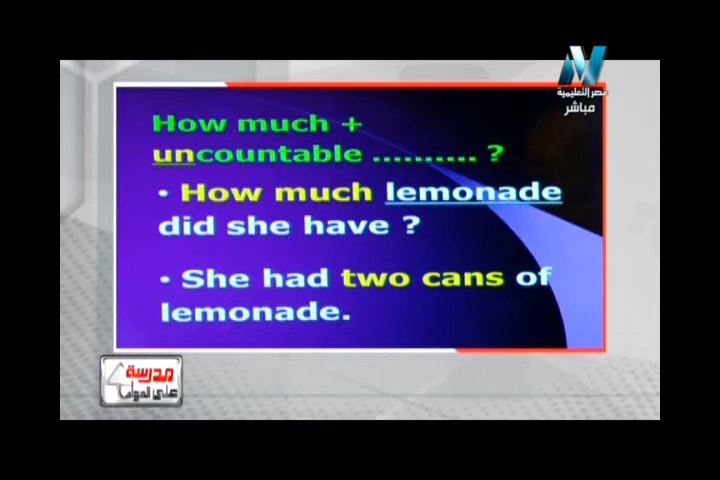 مصر التعليمية
مباشر
How much +
uncountable .......... ?
• How much lemonade
did she have ?
• She had two cans of
lemonade.
مدرسة
على الهوا